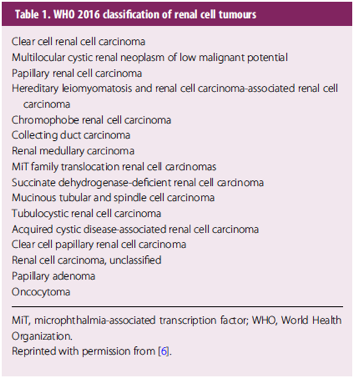 Table 1. WHO 2016 classification of renal cell tumours
Clear cell renal cell carcinoma
Multilocular cystic renal neoplasm of low malignant potential
Papillary renal cell carcinoma
Hereditary leiomyomatosis and renal cell carcinoma-associated renal cell
carcinoma
Chromophobe renal cell carcinoma
Collecting duct carcinoma
Renal medullary carcinoma
MiT family translocation renal cell carcinomas
Succinate dehydrogenase-deficient renal cell carcinoma
Mucinous tubular and spindle cell carcinoma
Tubulocystic renal cell carcinoma
Acquired cystic disease-associated renal cell carcinoma
Clear cell papillary renal cell carcinoma
Renal cell carcinoma, unclassified
Papillary adenoma
Oncocytoma
MiT, microphthalmia-associated transcription factor; WHO, World Health
Organization.
Reprinted with permission from [6].